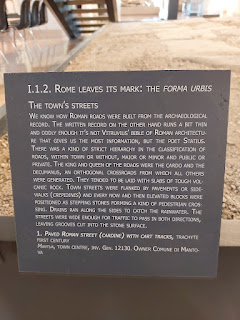 I.1.2. Rome leaves its mark: the forma urbis
The town's streets
We know how Roman roads were built from the archaeological
record. The written record on the other hand runs a bit thin
and oddly enough it's not Vitruvius' bible of Roman architectu-
re that gives us the most information, but the poet Statius.
There was a kind of strict hierarchy in the classification of
roads, within town or without, major or minor and public or
private. The king and queen of the roads were the cardo and the
decumanus, an orthogonal crossroads from which all others
were generated. They tended to be laid with slabs of tough vol-
canic rock. Town streets were flanked by pavements or side-
walks (crepidines) and every now and then elevated blocks were
positioned as stepping stones forming a kind of pedestrian cros-
sing. Drains ran along the sides to catch the rainwater. The
streets were wide enough for traffic to pass in both directions,
leaving grooves cut into the stone surface.
1. Paved Roman street (cardine) with cart tracks, trachyte
first century
Mantua, town centre, inv. Gen. 12130. Owner Comune di Manto-
va